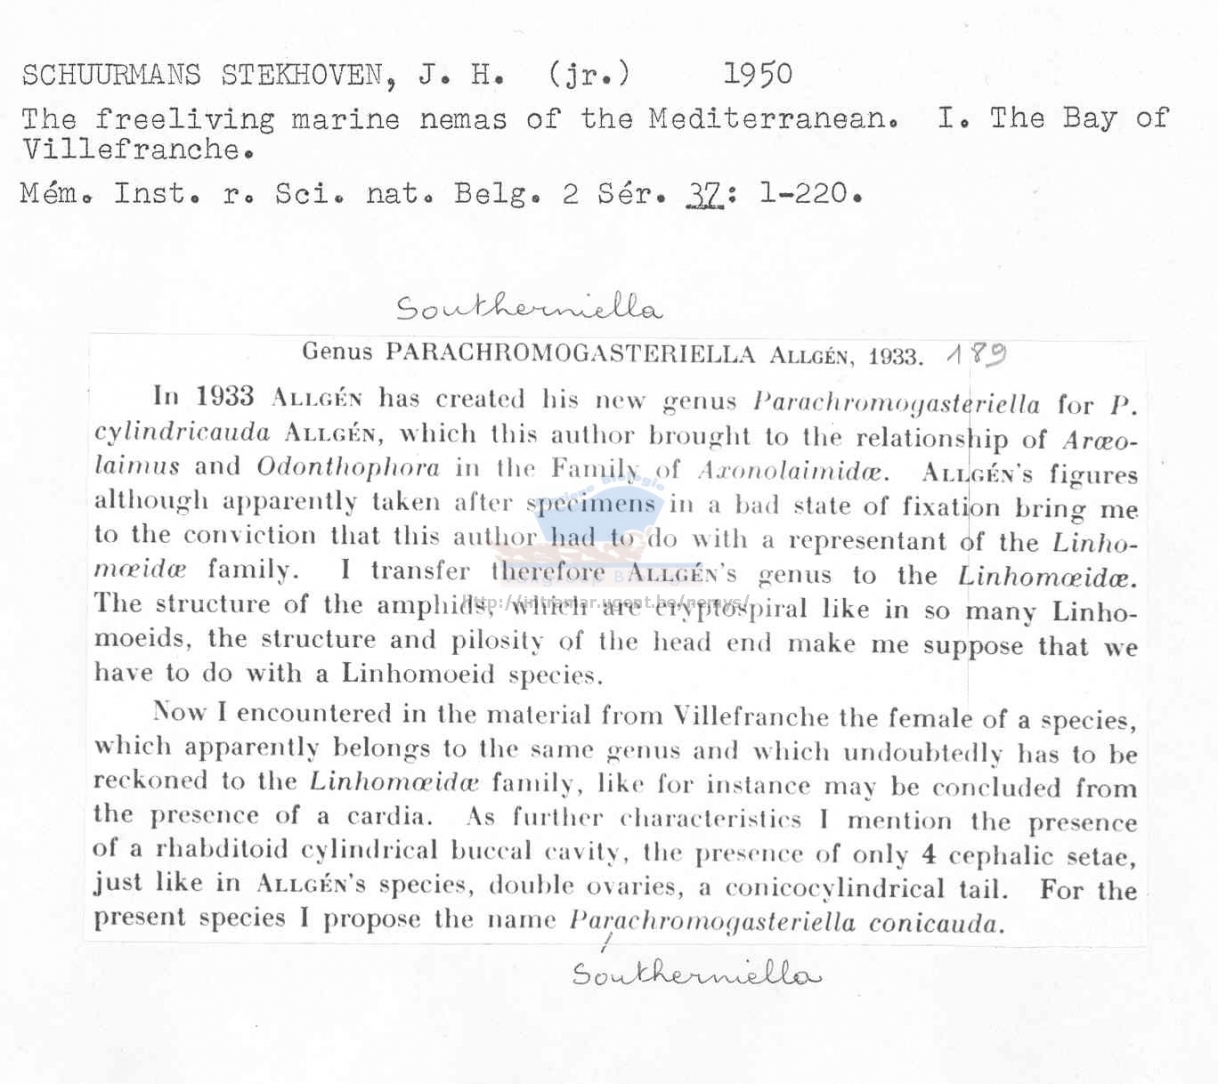 SCHUURMANS STEKHOVEN, J. H. (jr.) 1950
The freeliving marine nemas of the Mediterranean. I. The Bay of
Villefranche.
Mém. Inst. r. Sci. nat. Belg. 2 Sér. 37: 1-220.
Southerniella
Genus PARACHROMOGASTERIELLA ALLGÉN, 1933. 189
In 1933 ALLGÉN has created his new genus Parachromogasteriella for P.
cylindricauda ALLGÉN, which this author brought to the relationship of Aræo-
laimus and Odonthophora in the Family of Axonolaimidæ. ALLGÉN's figures
although apparently taken after specimens in a bad state of fixation bring me
to the conviction that this author had to do with a representant of the Linho-
mœidæ family. I transfer therefore ALLGÉN's genus to the Linhomœidæ.
The structure of the amphids, which are cryptospiral like in so many Linho-
moeids, the structure and pilosity of the head end make me suppose that we
have to do with a Linhomoeid species.
Now I encountered in the material from Villefranche the female of a species,
which apparently belongs to the same genus and which undoubtedly has to be
reckoned to the Linhomœidæ family, like for instance may be concluded from
the presence of a cardia. As further characteristics I mention the presence
of a rhabditoid cylindrical buccal cavity, the presence of only 4 cephalic setae,
just like in ALLGÉN's species, double ovaries, a conicocylindrical tail. For the
present species I propose the name Parachromogasteriella conicauda.
Southerniella